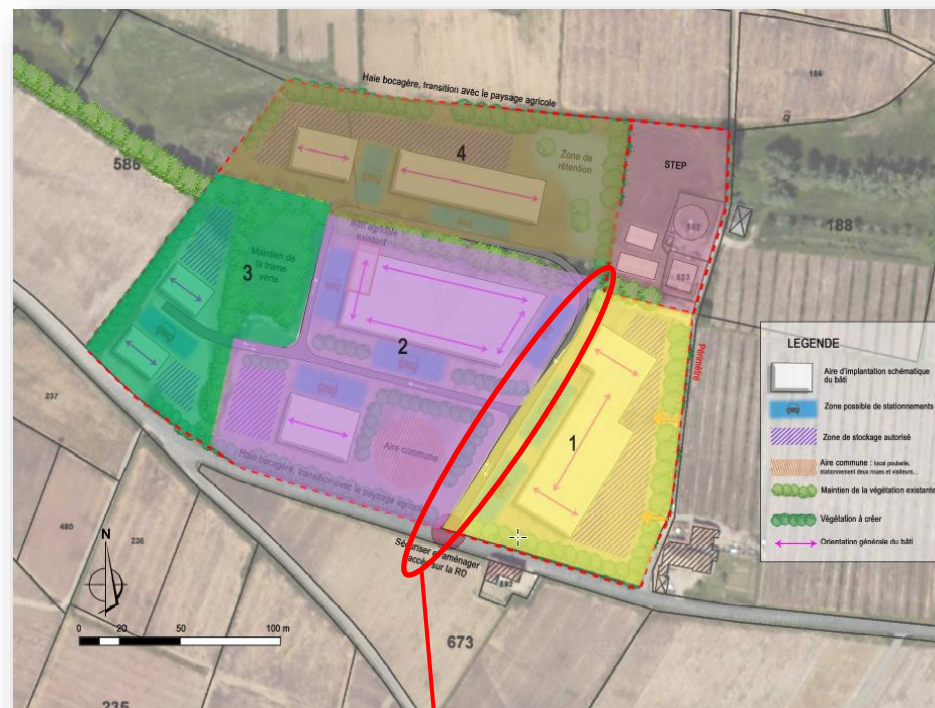 Haie bocagère, transition avec le paysage agricole
156
586
4
Zone de
rétention
STEP
188
Bâti agricole
existant
Maintien de
la trame
verte
3
2
1
Périmètre
237
Aire commune
Haie bocagère, transition avec le paysage agricole
Sécuriser et aménager
accès sur la RD
460
236
N
0 20 50 100 m
673
235
LEGENDE
Aire d'implantation schématique
du bâti
Zone possible de stationnements
Zone de stockage autorisé
Aire commune : local poubelle,
stationnement deux roues et visiteurs...
Maintien de la végétation existante
Végétation à créer
Orientation générale du bâti